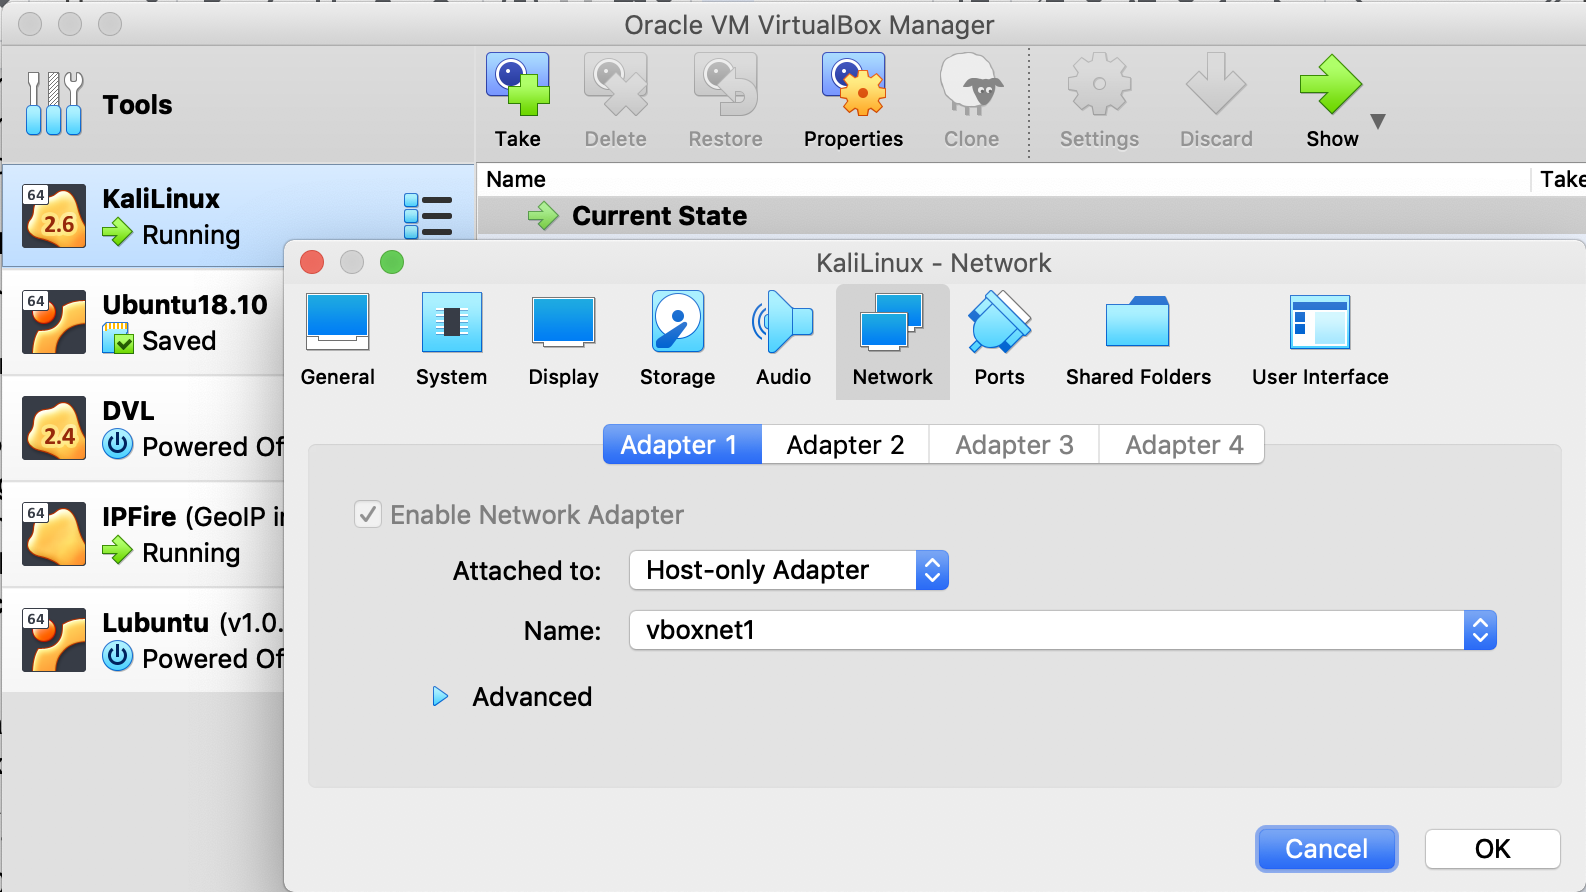 Oracle VM VirtualBox Manager
Tools
Take
Delete
Restore
Properties
Clone
Settings
Discard
Show
Name
Take
Current State
64
2.6
KaliLinux
Running
64
Ubuntu18.10
Saved
64
2.4
DVL
Powered Of
64
IPFire (GeoIP i
Running
64
Lubuntu (v1.0.
Powered Of
KaliLinux - Network
General
System
Display
Storage
Audio
Network
Ports
Shared Folders
User Interface
Adapter 1
Adapter 2
Adapter 3
Adapter 4
Enable Network Adapter
Attached to:
Host-only Adapter
Name:
vboxnet1
Advanced
Cancel
OK